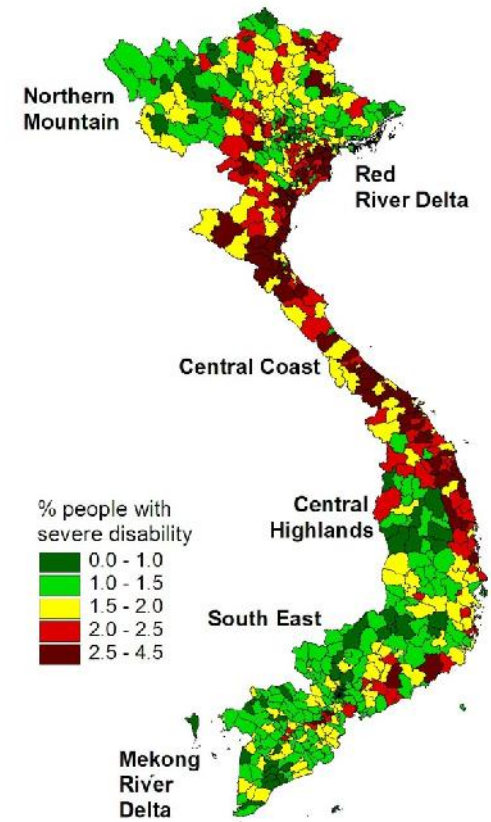 Northern
Mountain
Red
River Delta
Central Coast
Central
Highlands
% people with
severe disability
0.0 - 1.0
1.0 - 1.5
1.5 - 2.0
2.0 - 2.5
2.5 - 4.5
South East
Mekong
River
Delta